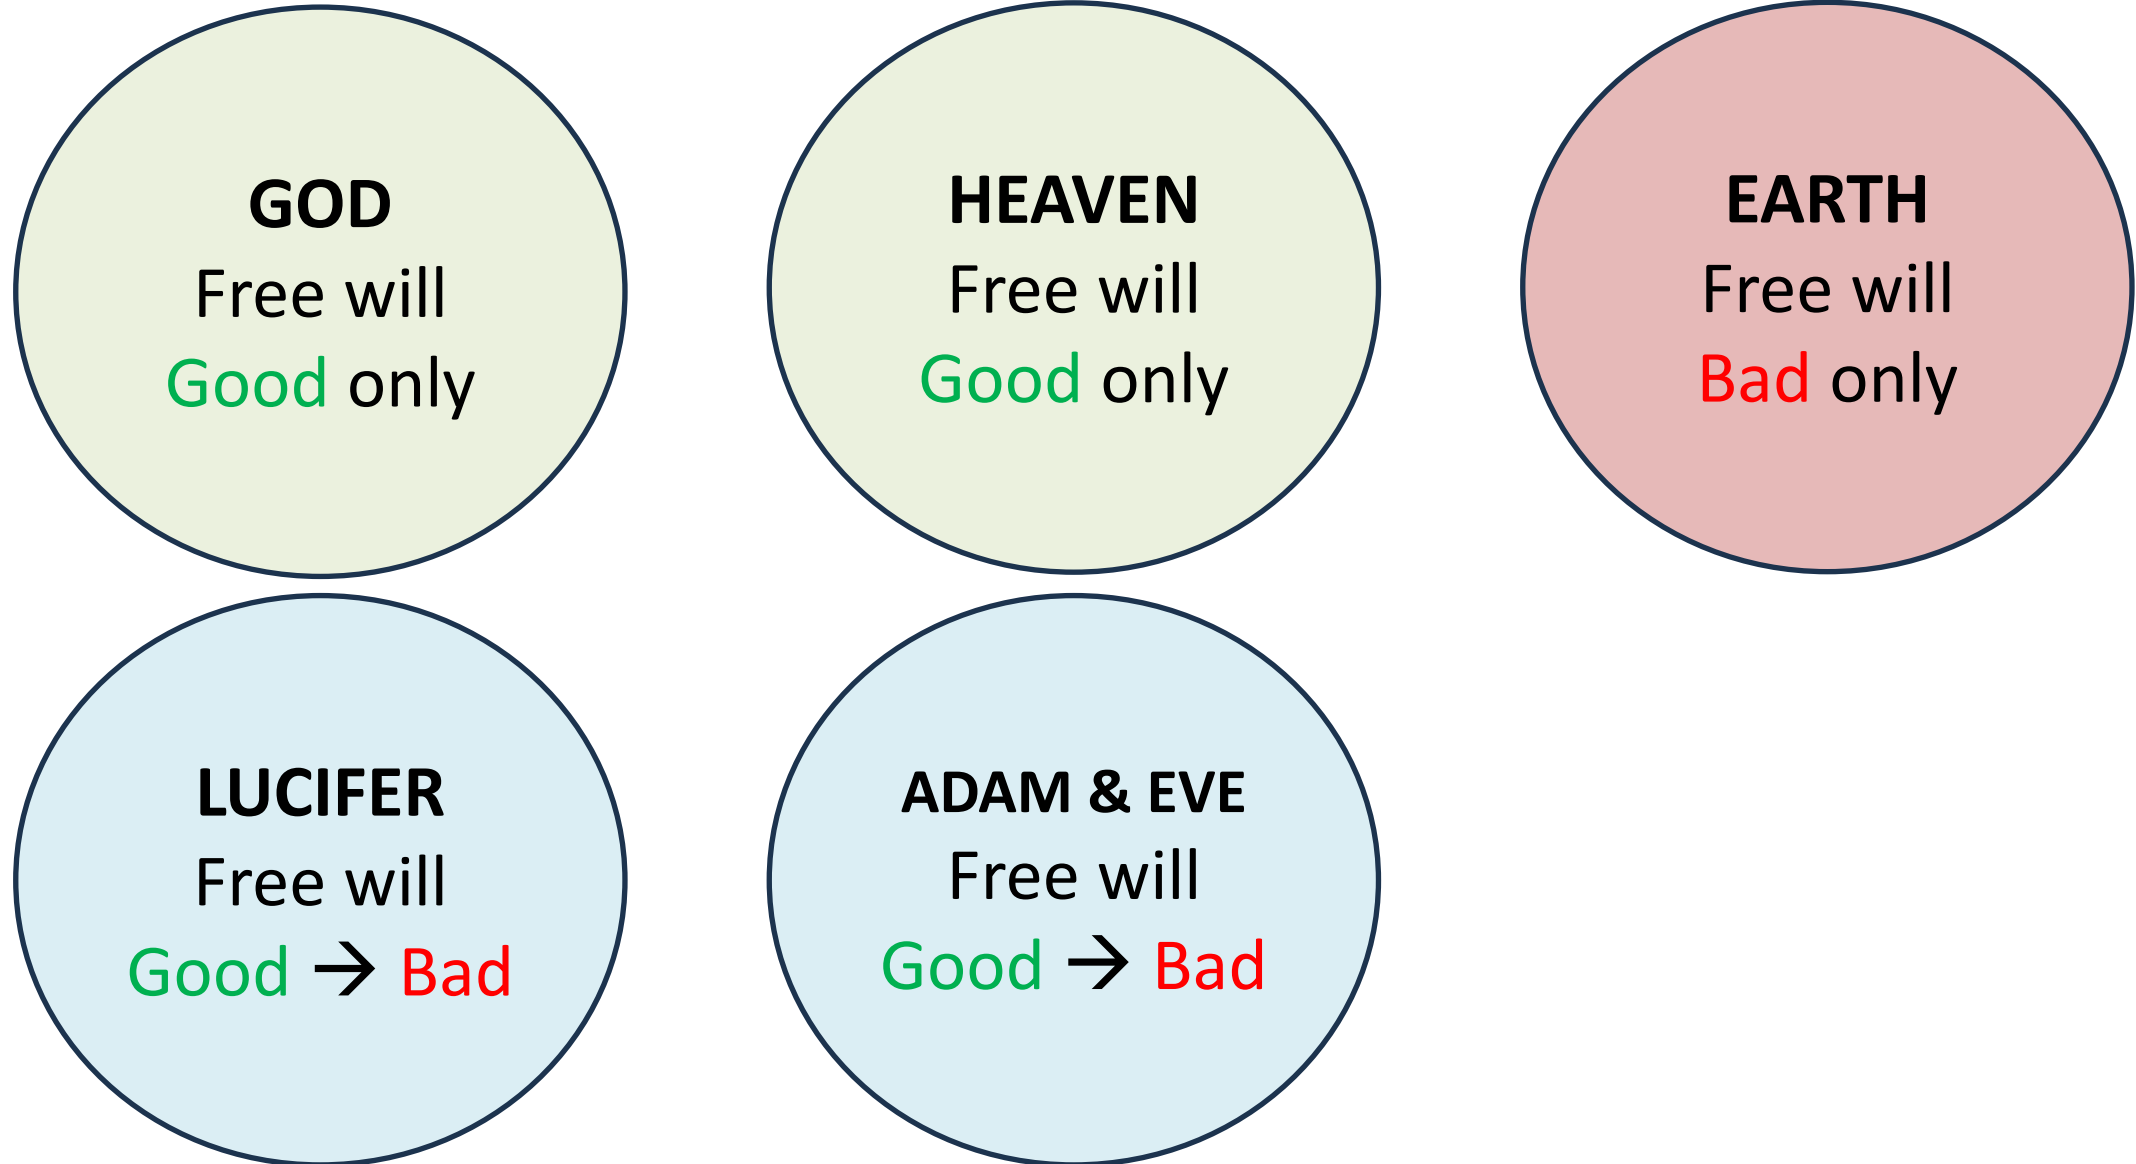 GOD
Free will
Good only
HEAVEN
Free will
Good only
EARTH
Free will
Bad only
LUCIFER
Free will
Good → Bad
ADAM & EVE
Free will
Good → Bad